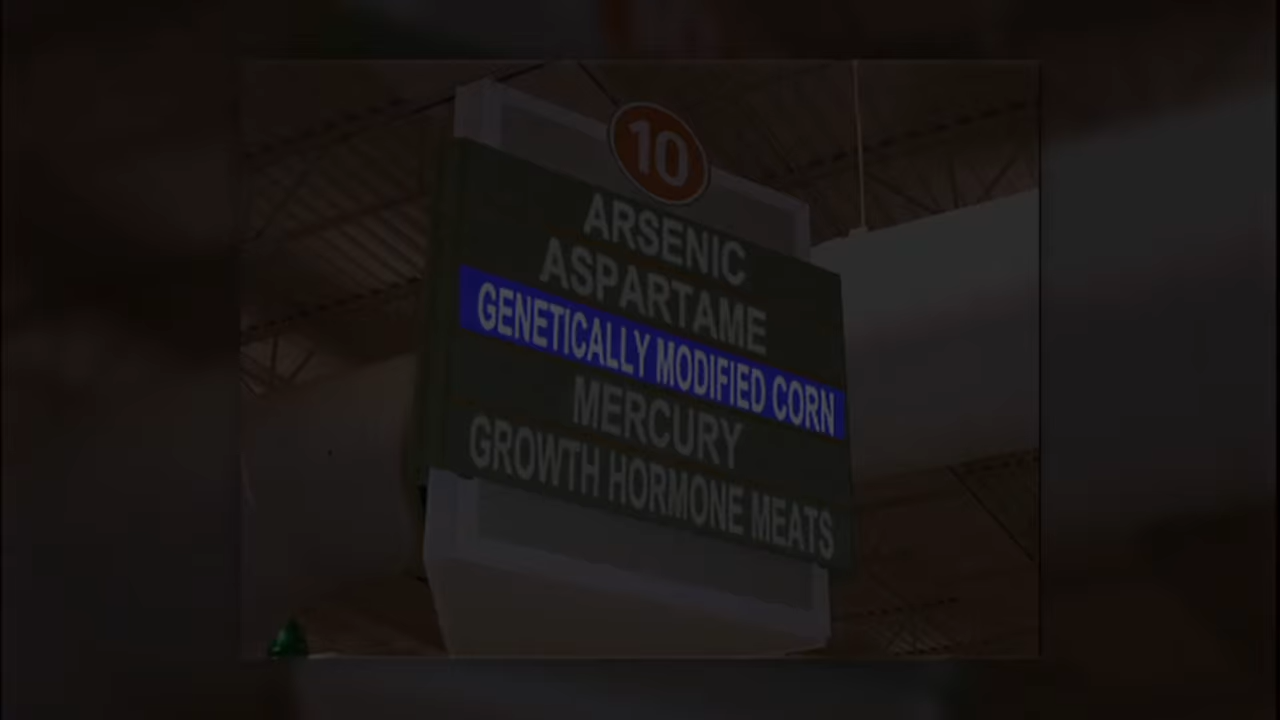 10
ARSENIC
ASPARTAME
GENETICALLY MODIFIED CORN
MERCURY
GROWTH HORMONE MEATS